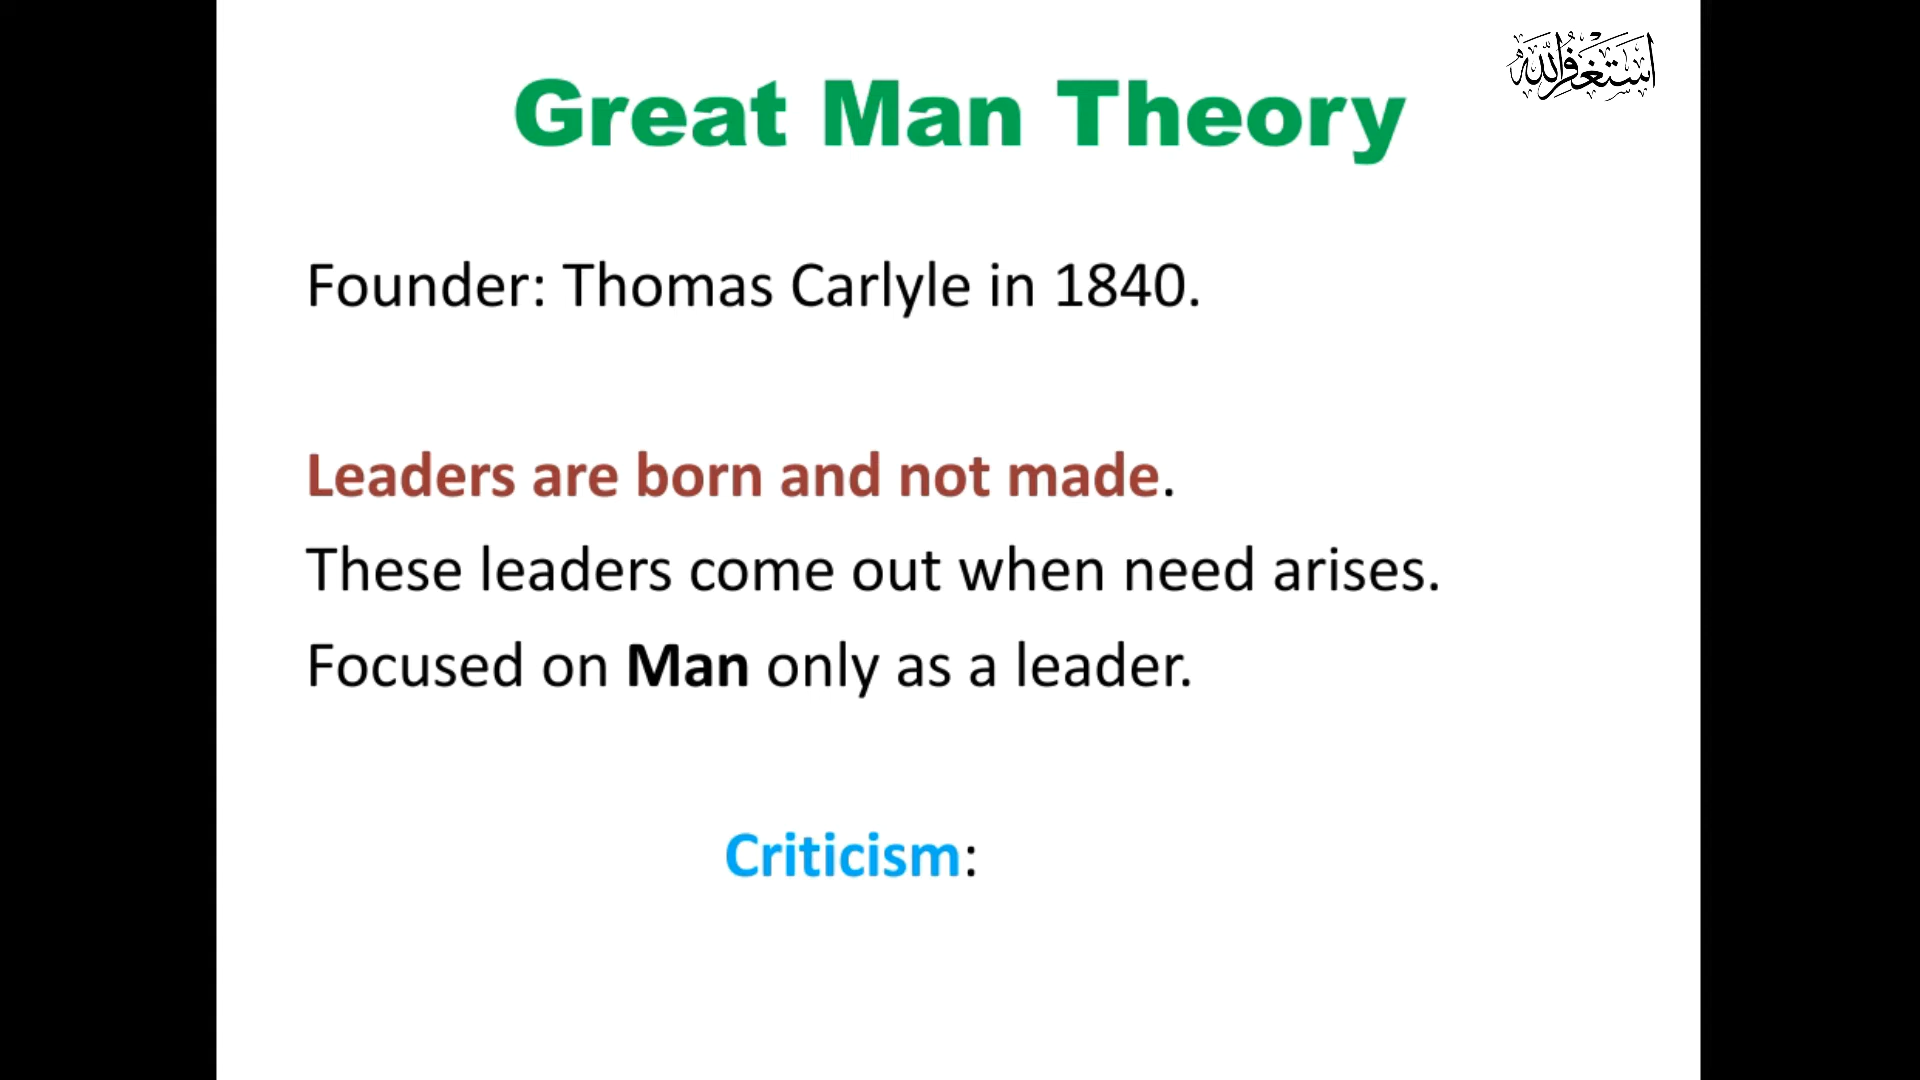 أستغفر الله
Great Man Theory
Founder: Thomas Carlyle in 1840.
Leaders are born and not made.
These leaders come out when need arises.
Focused on Man only as a leader.
Criticism: